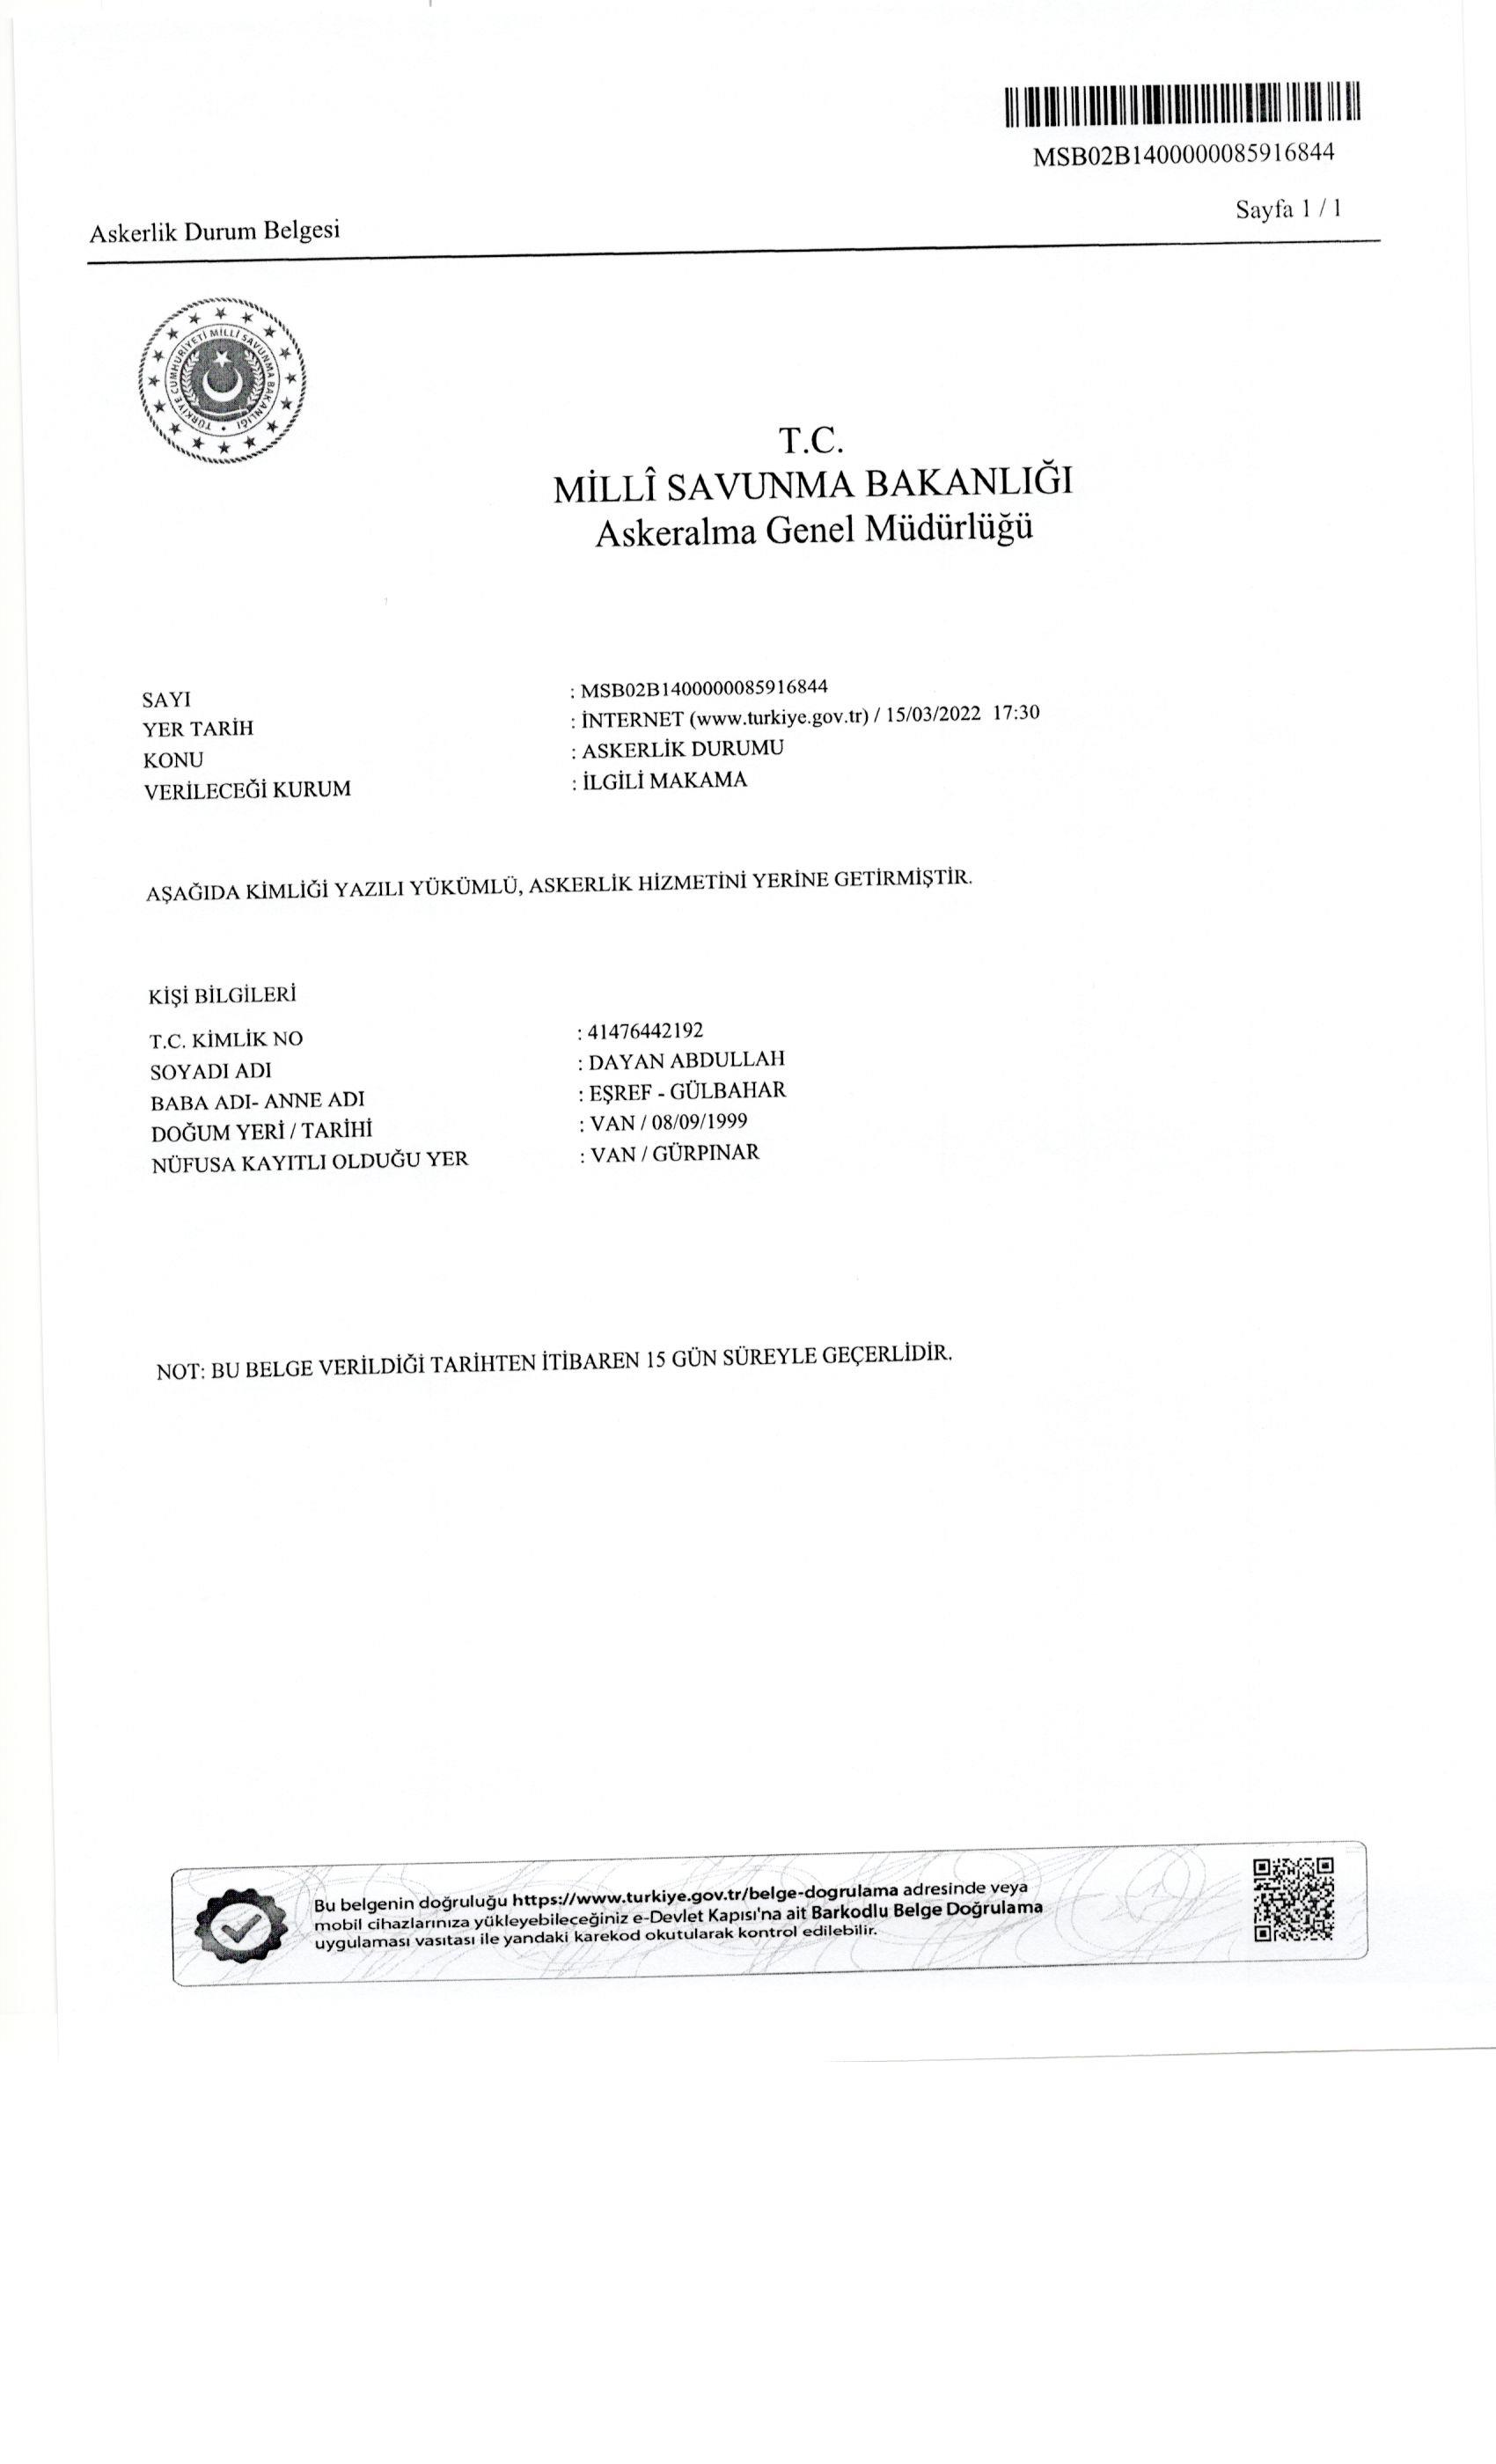 MSB02B1400000085916844
Askerlik Durum Belgesi
Sayfa 1 / 1
TÜRKİYE CUMHURİYETİ MİLLİ SAVUNMA BAKANLIĞI
T.C.
MİLLÎ SAVUNMA BAKANLIĞI
Askeralma Genel Müdürlüğü
SAYI : MSB02B1400000085916844
YER TARİH : İNTERNET (www.turkiye.gov.tr) / 15/03/2022 17:30
KONU : ASKERLİK DURUMU
VERİLECEĞİ KURUM : İLGİLİ MAKAMA
AŞAĞIDA KİMLİĞİ YAZILI YÜKÜMLÜ, ASKERLİK HİZMETİNİ YERİNE GETİRMİŞTİR.
KİŞİ BİLGİLERİ
T.C. KİMLİK NO : 41476442192
SOYADI ADI : DAYAN ABDULLAH
BABA ADI- ANNE ADI : EŞREF - GÜLBAHAR
DOĞUM YERİ / TARİHİ : VAN / 08/09/1999
NÜFUSA KAYITLI OLDUĞU YER : VAN / GÜRPINAR
NOT: BU BELGE VERİLDİĞİ TARİHTEN İTİBAREN 15 GÜN SÜREYLE GEÇERLİDİR.
Bu belgenin doğruluğu https://www.turkiye.gov.tr/belge-dogrulama adresinde veya
mobil cihazlarınıza yükleyebileceğiniz e-Devlet Kapısı'na ait Barkodlu Belge Doğrulama
uygulaması vasıtası ile yandaki karekod okutularak kontrol edilebilir.